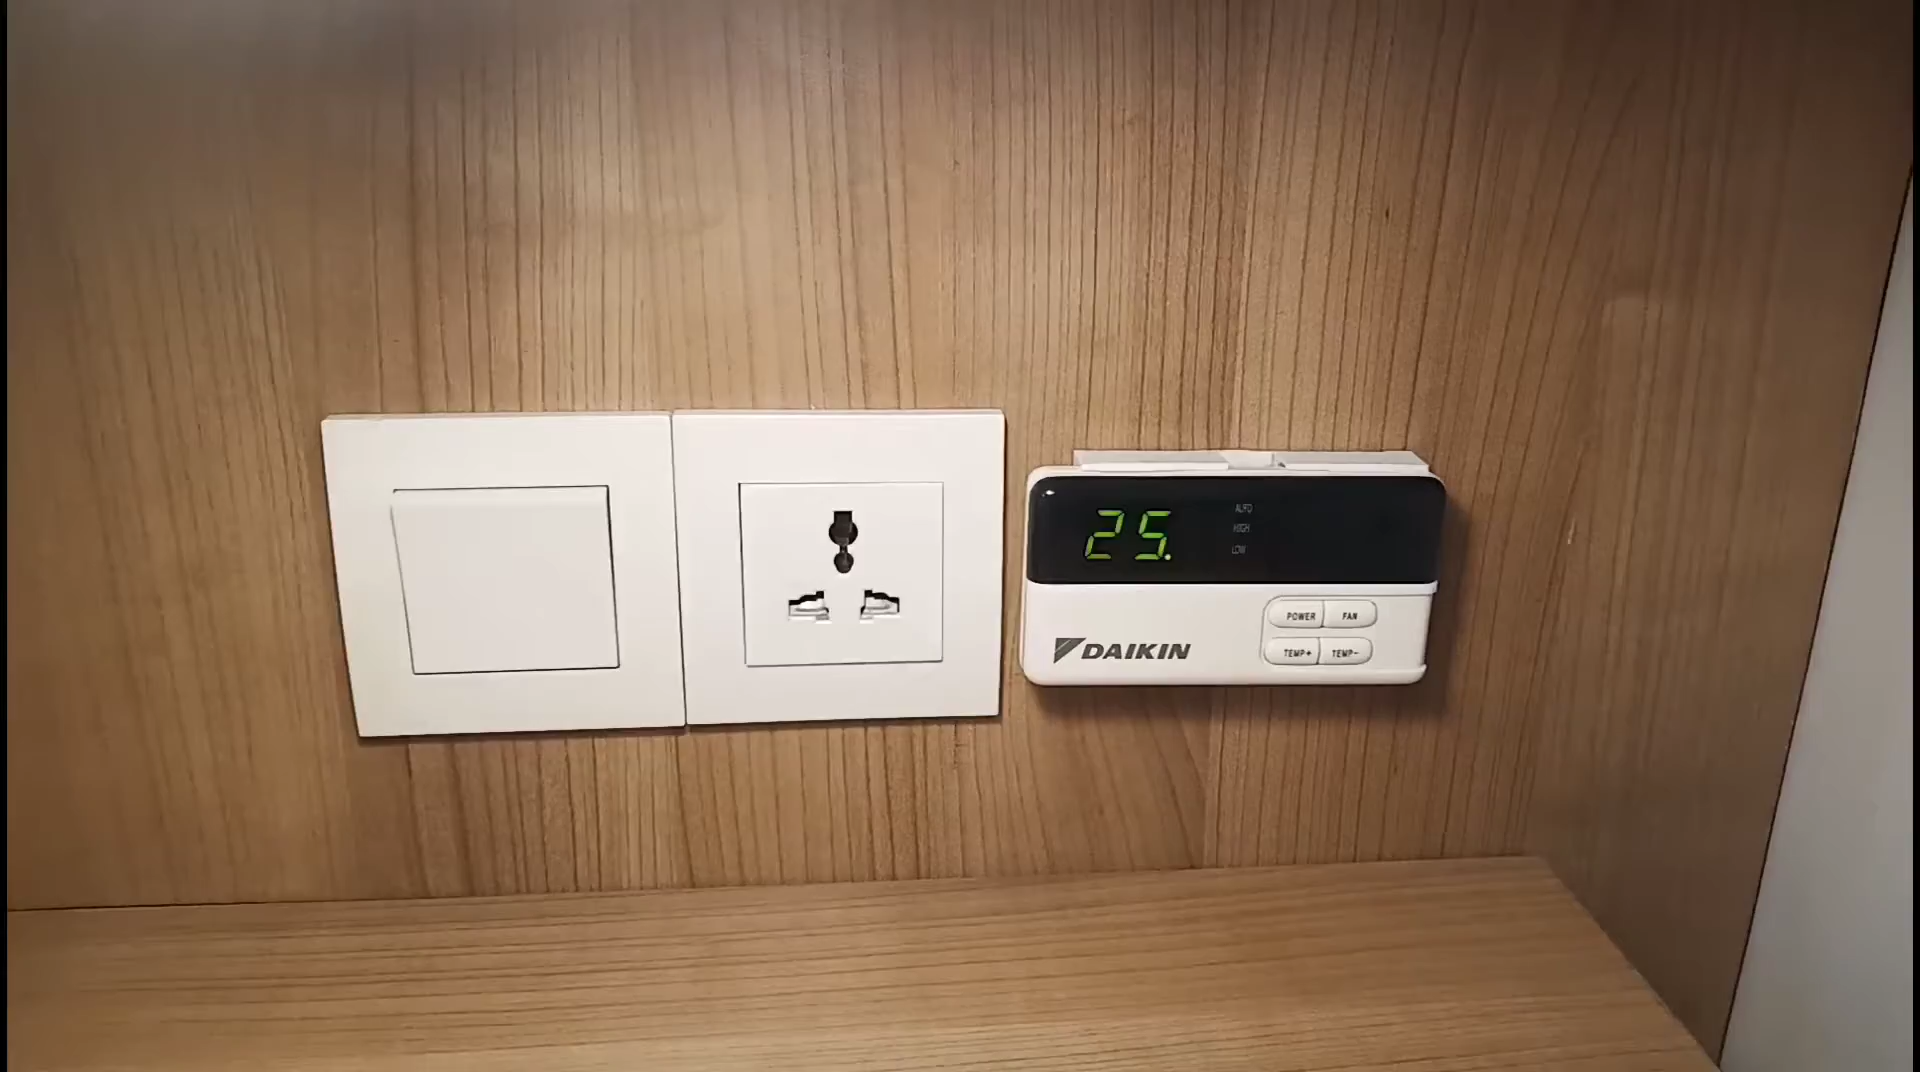 25.
AUTO
HIGH
LOW
POWER FAN
DAIKIN
TEMP+ TEMP-